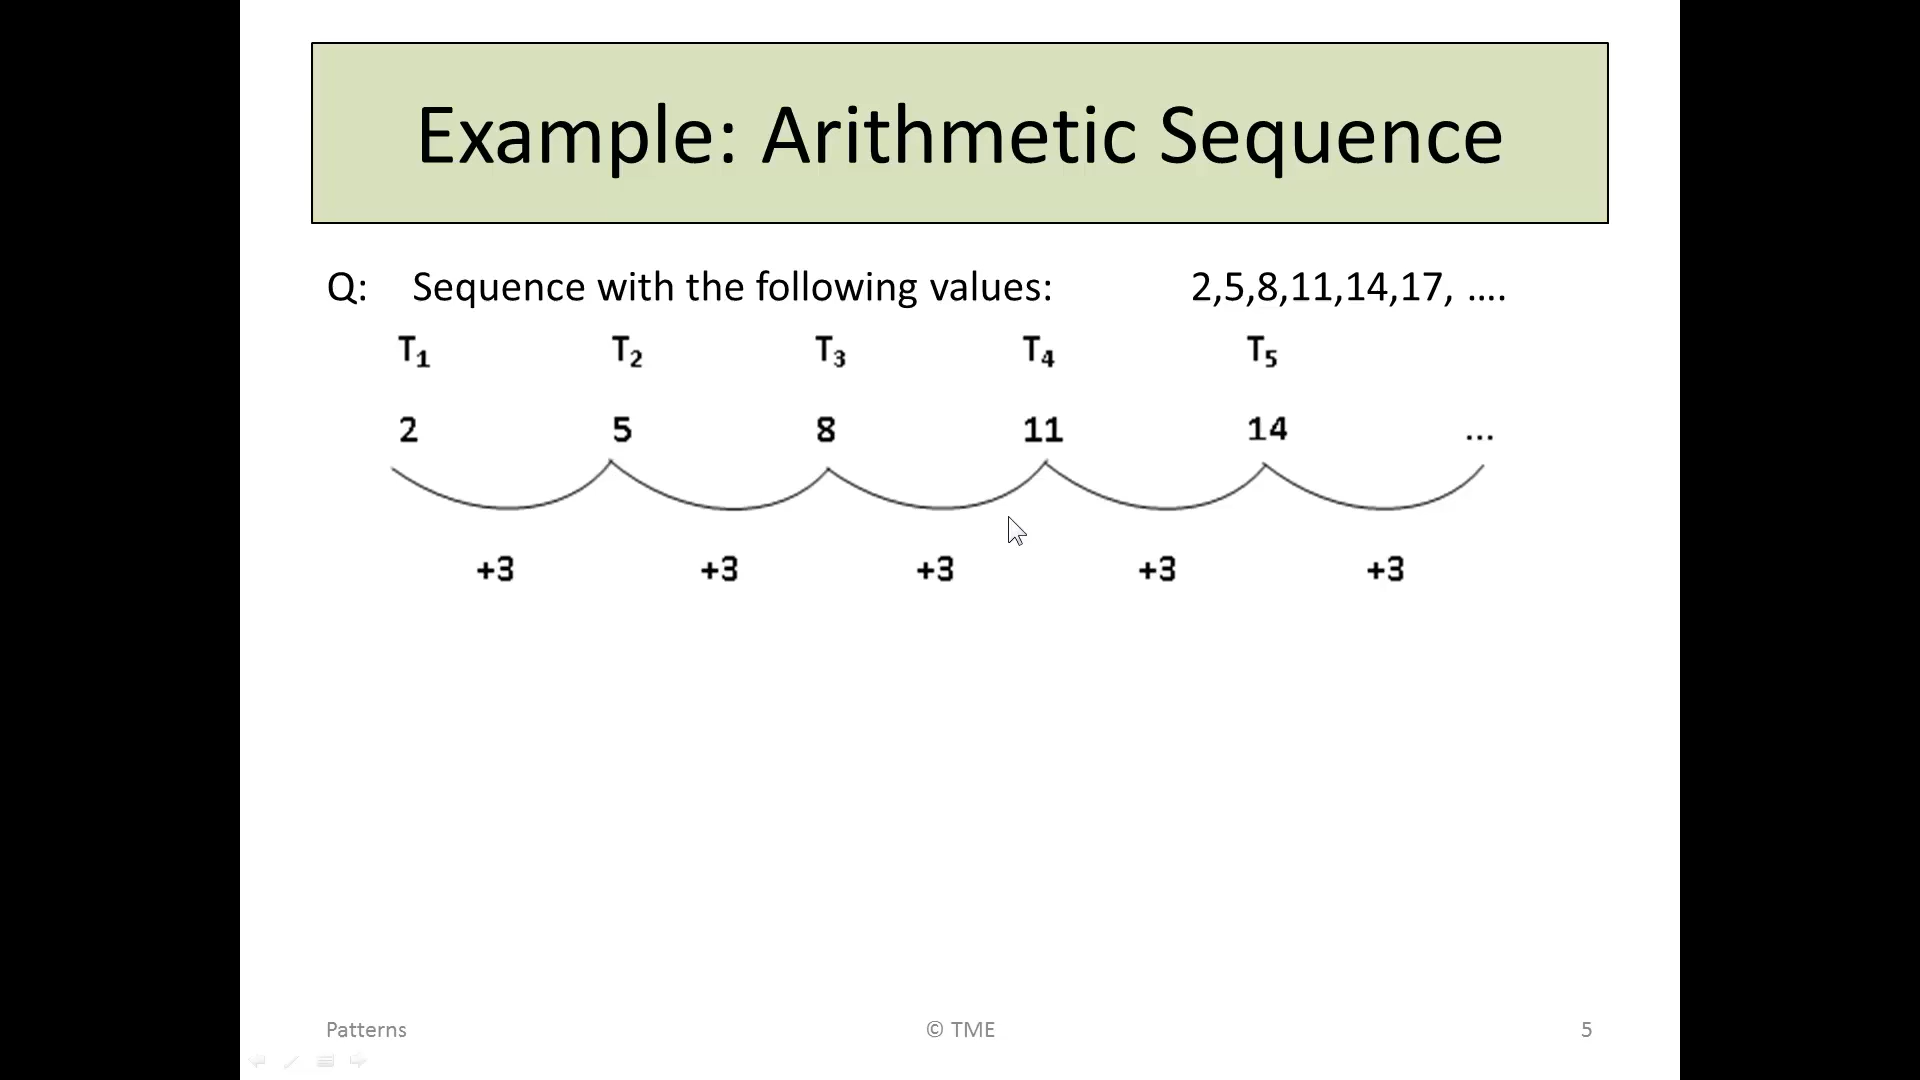 Example: Arithmetic Sequence
Q: Sequence with the following values: 2,5,8,11,14,17, ....
T₁ T₂ T₃ T₄ T₅
2 5 8 11 14 ...
+3 +3 +3 +3 +3
Patterns © TME 5